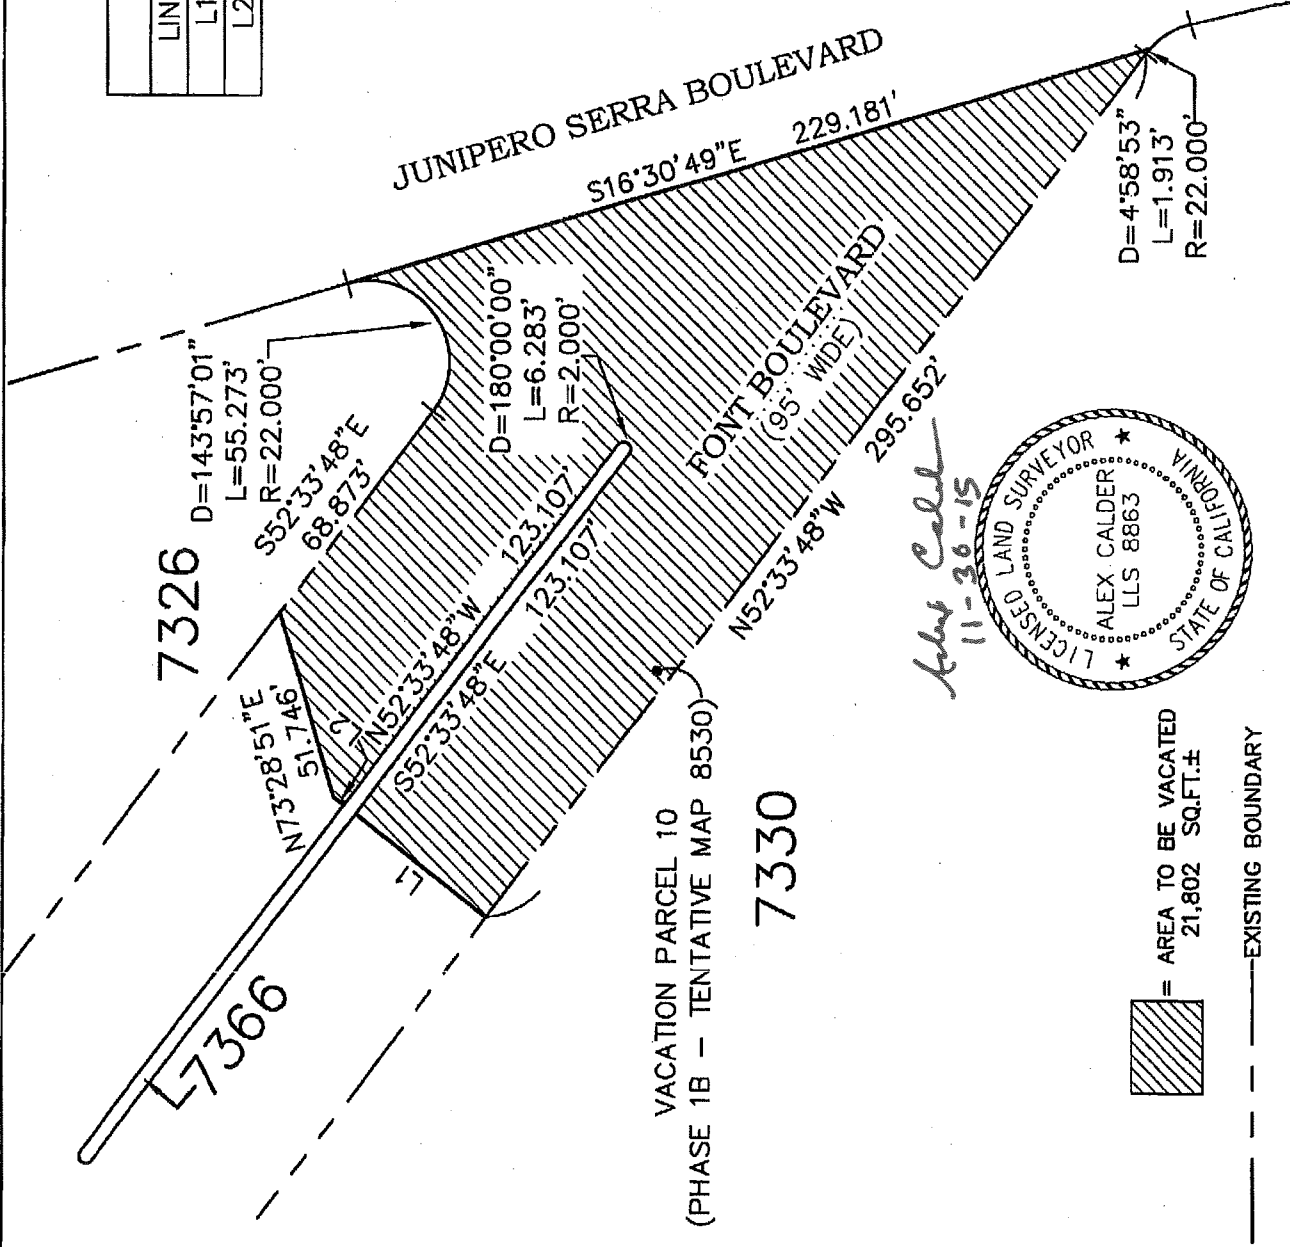 LIN
L1
L2
JUNIPERO SERRA BOULEVARD
S16°30'49"E 229.181'
7326
D=143°57'01"
L=55.273'
R=22.000'
S52°33'48"E
68.873'
D=180°00'00"
L=6.283'
R=2.000'
N73°28'51"E
51.746'
L2
N52°33'48"W 123.107'
S52°33'48"E 123.107'
L1
FONT BOULEVARD
(95' WIDE)
N52°33'48"W 295.652'
D=4°58'53"
L=1.913'
R=22.000'
7366
VACATION PARCEL 10
(PHASE 1B – TENTATIVE MAP 8530)
7330
Alex Calder
11-30-15
LICENSED LAND SURVEYOR
ALEX CALDER
LLS 8863
STATE OF CALIFORNIA
= AREA TO BE VACATED
21,802 SQ.FT.±
EXISTING BOUNDARY